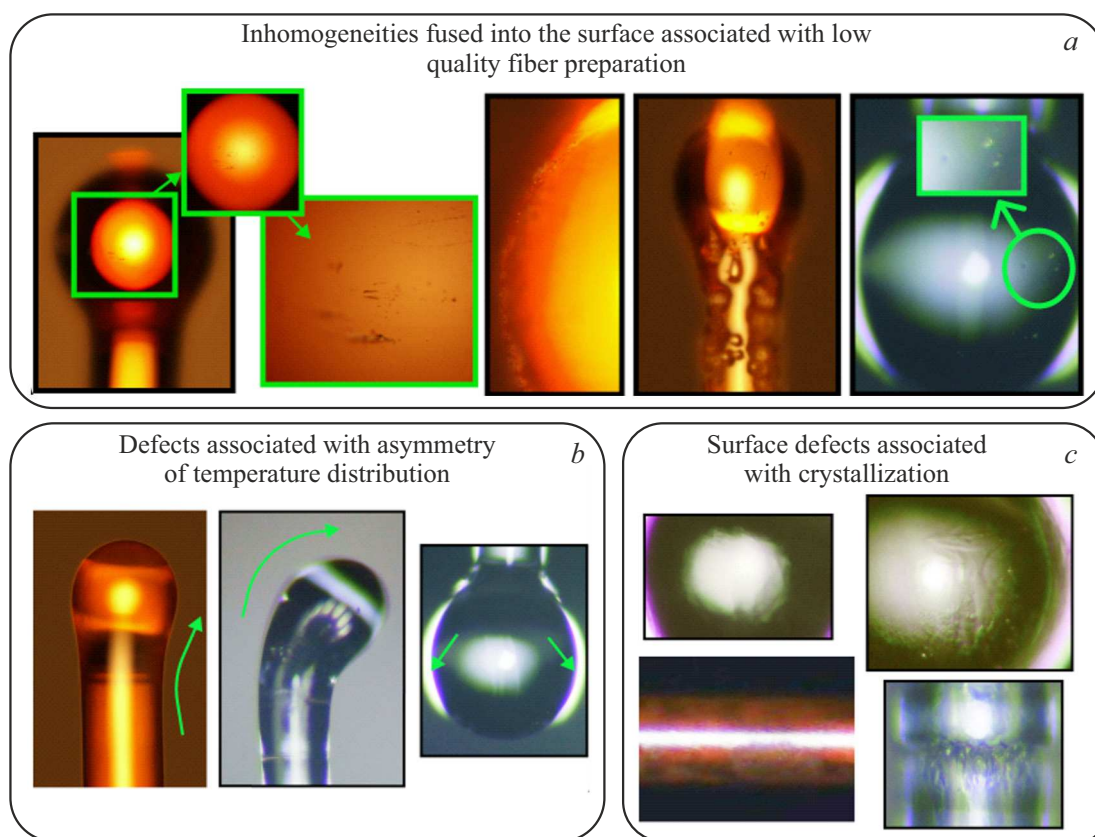 Inhomogeneities fused into the surface associated with low
quality fiber preparation
a
Defects associated with asymmetry
of temperature distribution
b
Surface defects associated
with crystallization
c